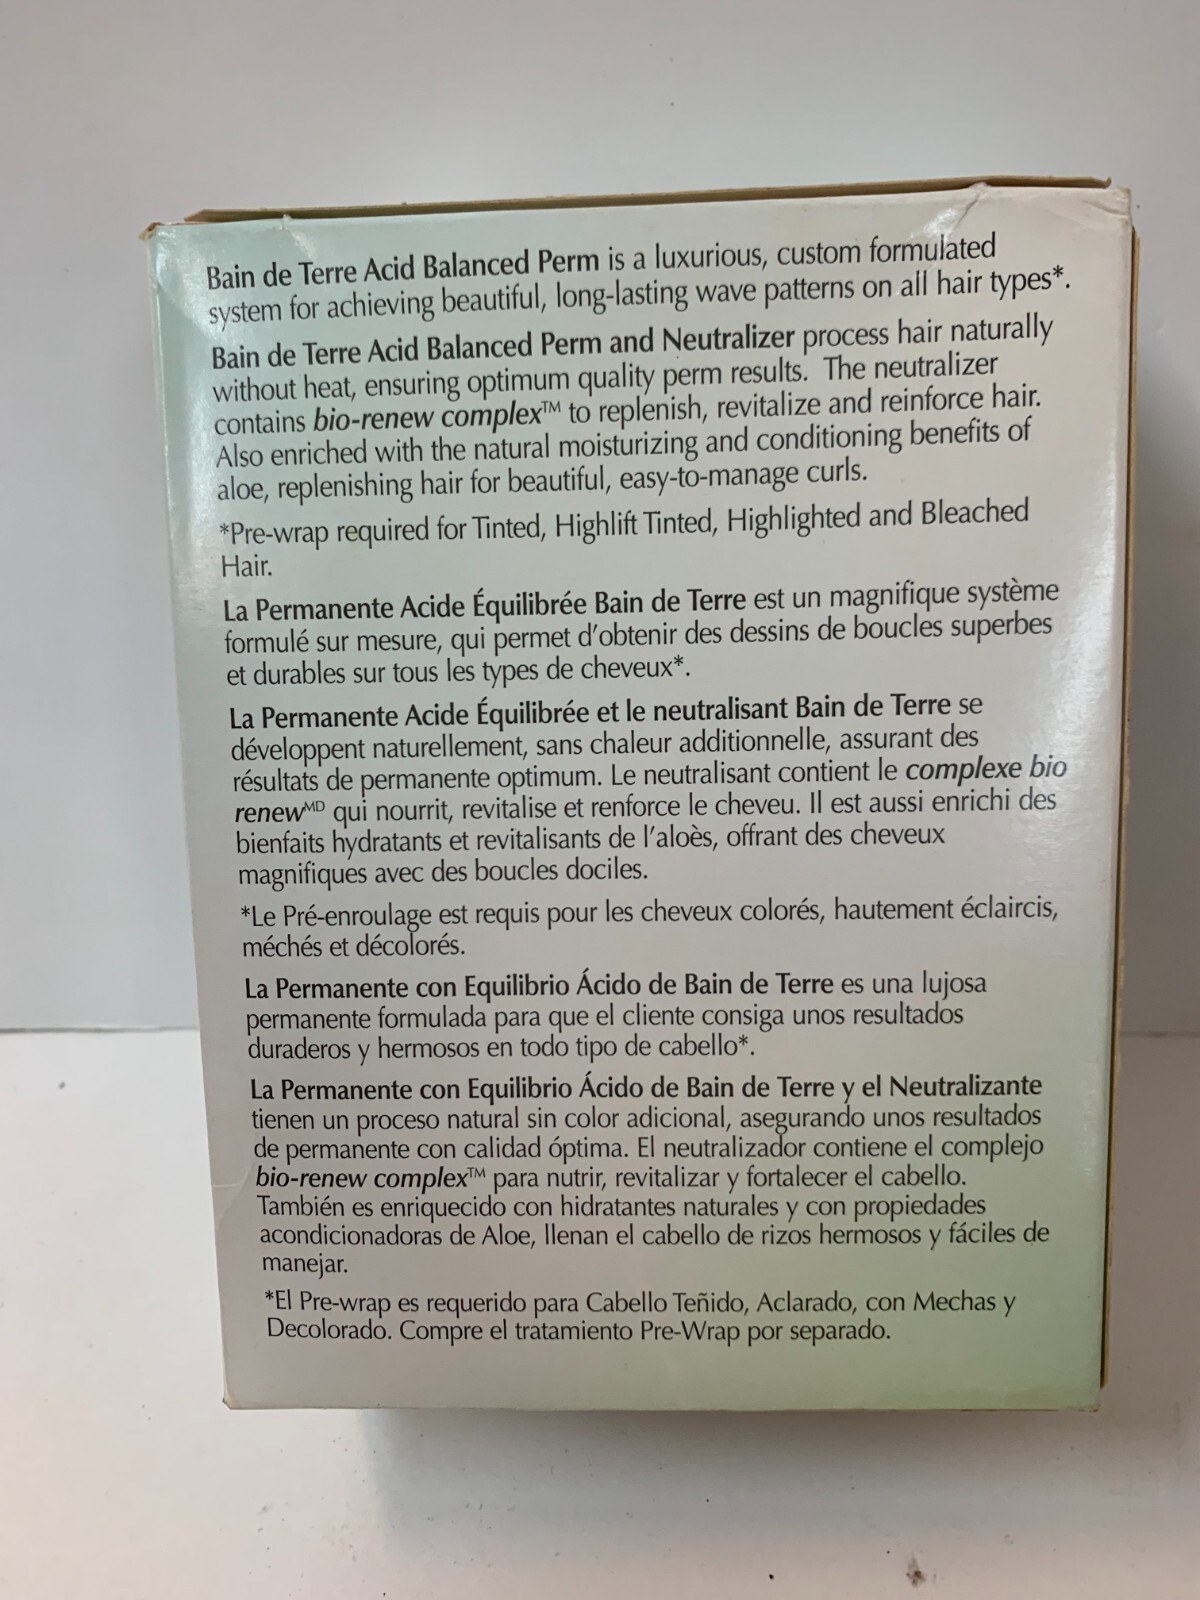 Bain de Terre Acid Balanced Perm is a luxurious, custom formulated
system for achieving beautiful, long-lasting wave patterns on all hair types*.
Bain de Terre Acid Balanced Perm and Neutralizer process hair naturally
without heat, ensuring optimum quality perm results. The neutralizer
contains bio-renew complex™ to replenish, revitalize and reinforce hair.
Also enriched with the natural moisturizing and conditioning benefits of
aloe, replenishing hair for beautiful, easy-to-manage curls.
*Pre-wrap required for Tinted, Highlift Tinted, Highlighted and Bleached
Hair.
La Permanente Acide Équilibrée Bain de Terre est un magnifique système
formulé sur mesure, qui permet d'obtenir des dessins de boucles superbes
et durables sur tous les types de cheveux*.
La Permanente Acide Équilibrée et le neutralisant Bain de Terre se
développent naturellement, sans chaleur additionnelle, assurant des
résultats de permanente optimum. Le neutralisant contient le complexe bio
renewMD qui nourrit, revitalise et renforce le cheveu. Il est aussi enrichi des
bienfaits hydratants et revitalisants de l'aloès, offrant des cheveux
magnifiques avec des boucles dociles.
*Le Pré-enroulage est requis pour les cheveux colorés, hautement éclaircis,
méchés et décolorés.
La Permanente con Equilibrio Ácido de Bain de Terre es una lujosa
permanente formulada para que el cliente consiga unos resultados
duraderos y hermosos en todo tipo de cabello*.
La Permanente con Equilibrio Ácido de Bain de Terre y el Neutralizante
tienen un proceso natural sin color adicional, asegurando unos resultados
de permanente con calidad óptima. El neutralizador contiene el complejo
bio-renew complex™ para nutrir, revitalizar y fortalecer el cabello.
También es enriquecido con hidratantes naturales y con propiedades
acondicionadoras de Aloe, llenan el cabello de rizos hermosos y fáciles de
manejar.
*El Pre-wrap es requerido para Cabello Teñido, Aclarado, con Mechas y
Decolorado. Compre el tratamiento Pre-Wrap por separado.